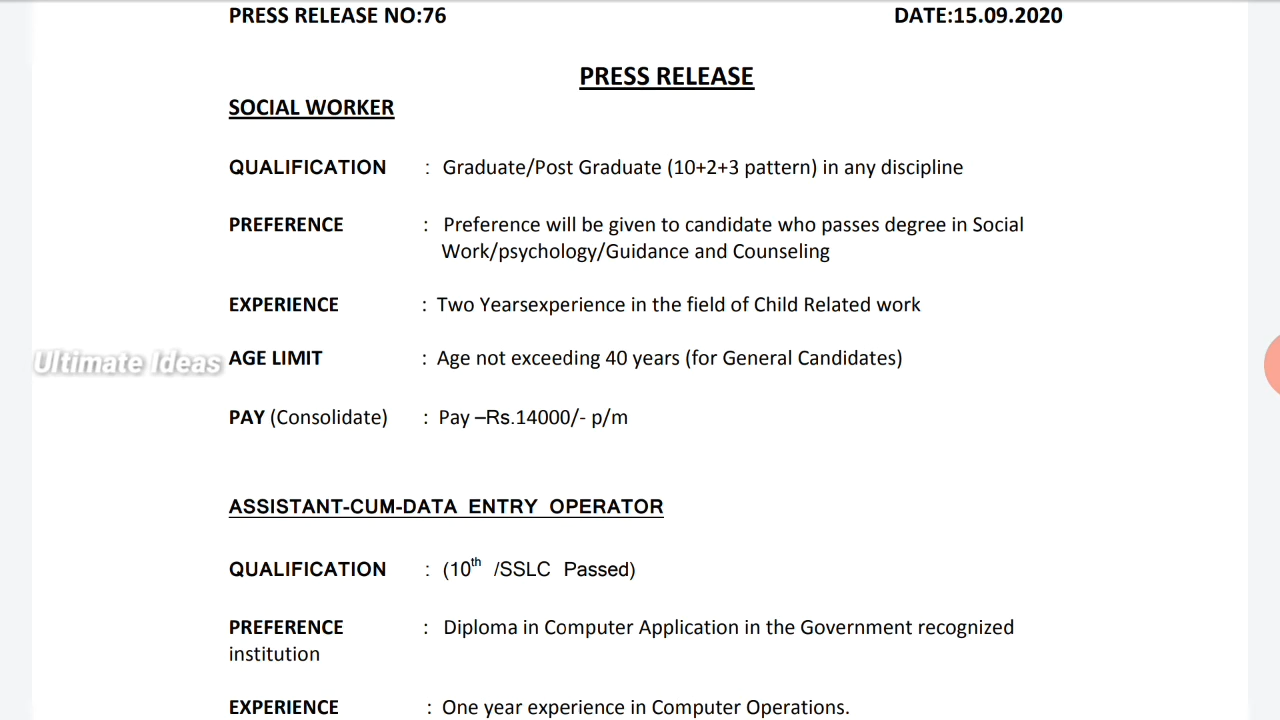 PRESS RELEASE NO:76 DATE:15.09.2020
PRESS RELEASE
SOCIAL WORKER
QUALIFICATION : Graduate/Post Graduate (10+2+3 pattern) in any discipline
PREFERENCE : Preference will be given to candidate who passes degree in Social
Work/psychology/Guidance and Counseling
EXPERIENCE : Two Yearsexperience in the field of Child Related work
Ultimate Ideas AGE LIMIT : Age not exceeding 40 years (for General Candidates)
PAY (Consolidate) : Pay –Rs.14000/- p/m
ASSISTANT-CUM-DATA ENTRY OPERATOR
QUALIFICATION : (10th /SSLC Passed)
PREFERENCE : Diploma in Computer Application in the Government recognized
institution
EXPERIENCE : One year experience in Computer Operations.